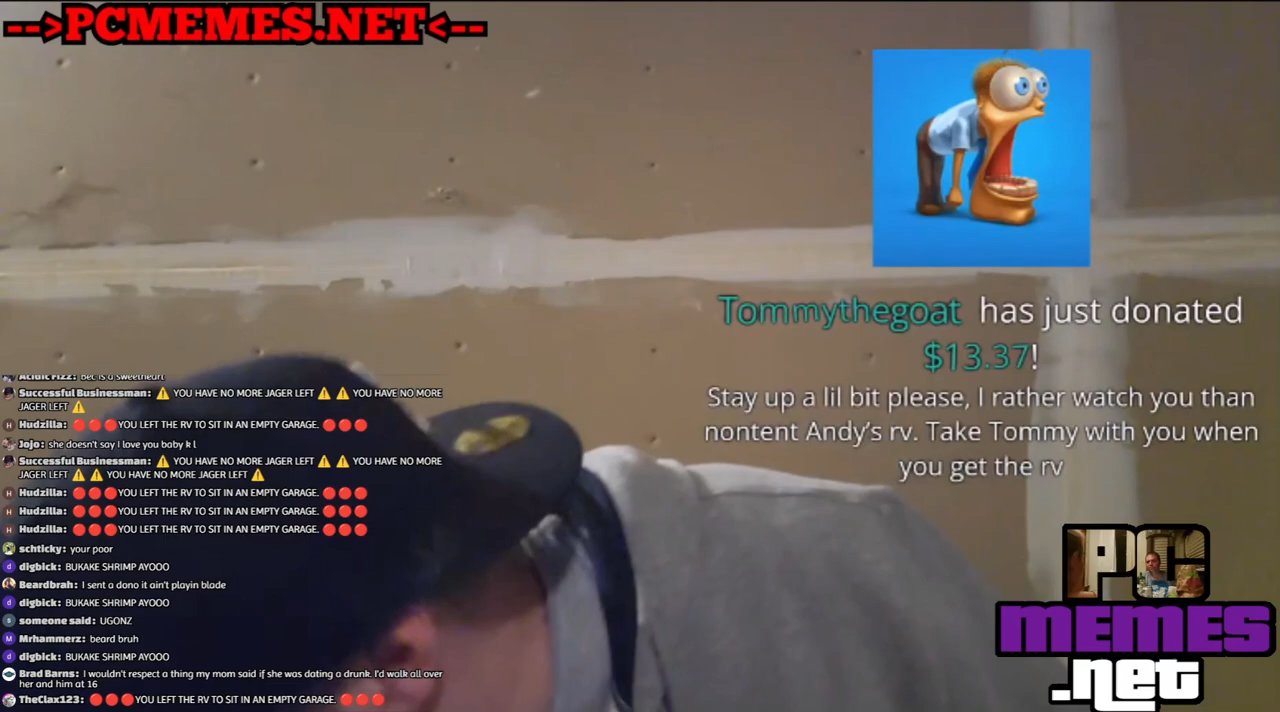 -->PCMEMES.NET<--
Tommythegoat has just donated
$13.37!
Stay up a lil bit please, I rather watch you than
nontent Andy's rv. Take Tommy with you when
you get the rv
Acidic Fizz: Bec is a sweetheart
Successful Businessman: ⚠️ YOU HAVE NO MORE JAGER LEFT ⚠️ ⚠️ YOU HAVE NO MORE
JAGER LEFT ⚠️
Hudzilla: 🔴🔴🔴YOU LEFT THE RV TO SIT IN AN EMPTY GARAGE. 🔴🔴🔴
Jojo: she doesn't say I love you baby k l
Successful Businessman: ⚠️ YOU HAVE NO MORE JAGER LEFT ⚠️ ⚠️ YOU HAVE NO MORE
JAGER LEFT ⚠️ ⚠️ YOU HAVE NO MORE JAGER LEFT ⚠️
H Hudzilla: 🔴🔴🔴YOU LEFT THE RV TO SIT IN AN EMPTY GARAGE. 🔴🔴🔴
H Hudzilla: 🔴🔴🔴YOU LEFT THE RV TO SIT IN AN EMPTY GARAGE. 🔴🔴🔴
H Hudzilla: 🔴🔴🔴YOU LEFT THE RV TO SIT IN AN EMPTY GARAGE. 🔴🔴🔴
schticky: your poor
d digbick: BUKAKE SHRIMP AYOOO
Beardbrah: I sent a dono it ain't playin blade
d digbick: BUKAKE SHRIMP AYOOO
s someone said: UGONZ
M Mrhammerz: beard bruh
d digbick: BUKAKE SHRIMP AYOOO
Brad Barns: I wouldn't respect a thing my mom said if she was dating a drunk. I'd walk all over
her and him at 16
TheClax123: 🔴🔴🔴YOU LEFT THE RV TO SIT IN AN EMPTY GARAGE. 🔴🔴🔴
PC
MEMES
.net